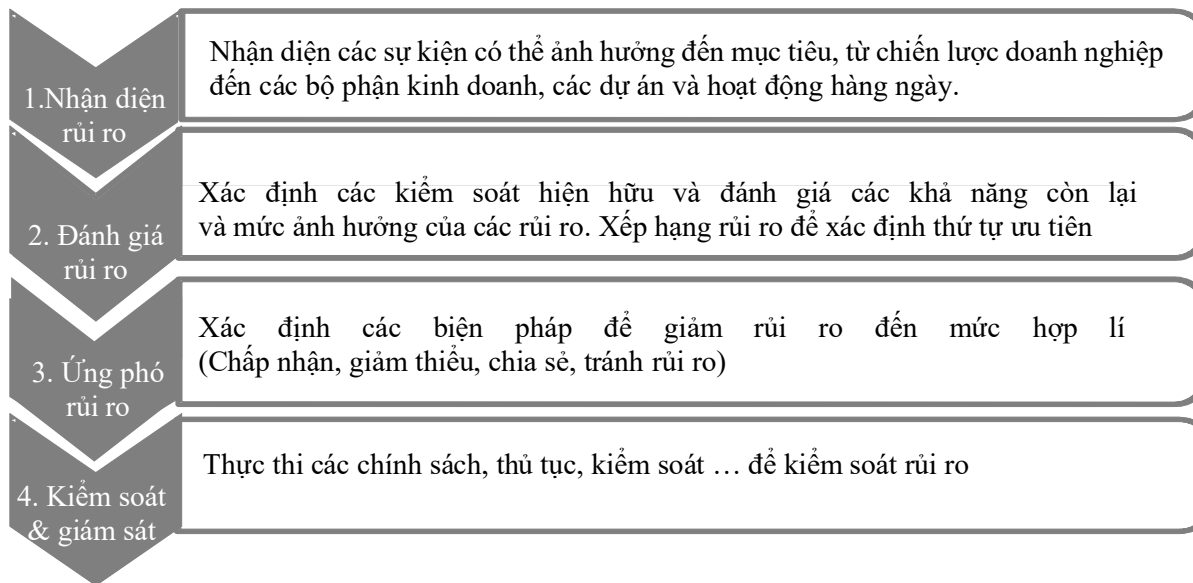 1.Nhận diện
rủi ro
Nhận diện các sự kiện có thể ảnh hưởng đến mục tiêu, từ chiến lược doanh nghiệp
đến các bộ phận kinh doanh, các dự án và hoạt động hàng ngày.
2. Đánh giá
rủi ro
Xác định các kiểm soát hiện hữu và đánh giá các khả năng còn lại
và mức ảnh hưởng của các rủi ro. Xếp hạng rủi ro để xác định thứ tự ưu tiên
3. Ứng phó
rủi ro
Xác định các biện pháp để giảm rủi ro đến mức hợp lí
(Chấp nhận, giảm thiểu, chia sẻ, tránh rủi ro)
4. Kiểm soát
& giám sát
Thực thi các chính sách, thủ tục, kiểm soát … để kiểm soát rủi ro